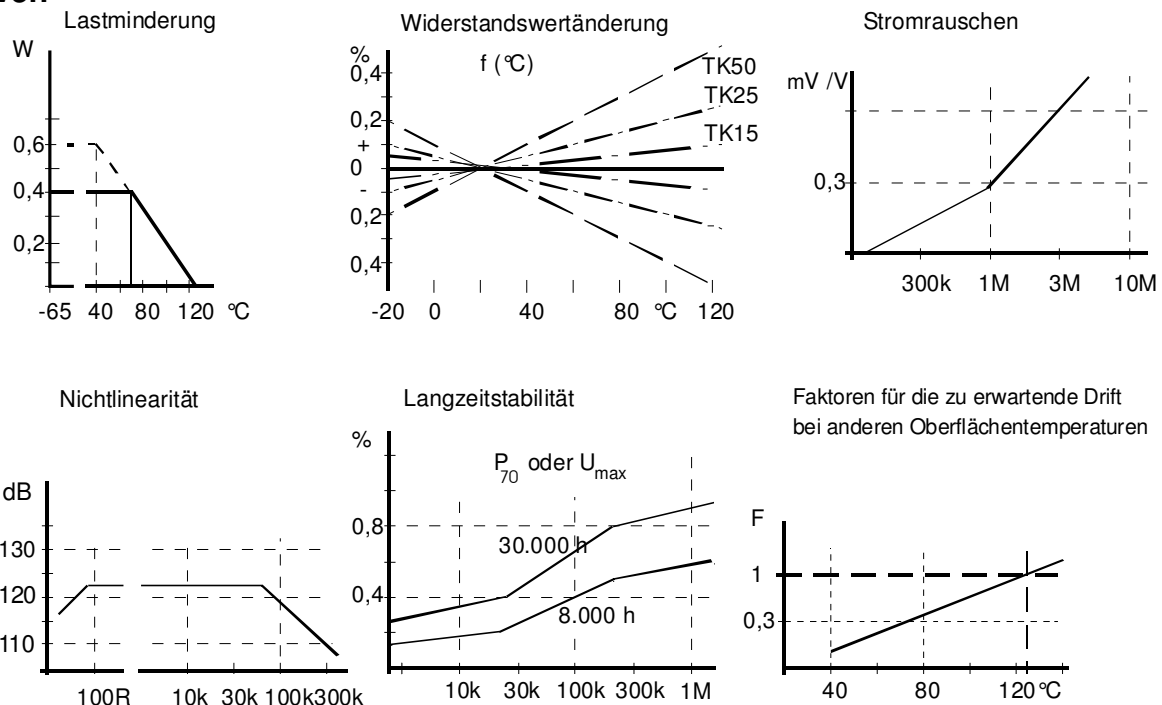 Lastminderung
W
0,6
0,4
0,2
-65 40 80 120 °C
Widerstandswertänderung
%
f (°C)
0,4
0,2
+
0
-
0,2
0,4
TK50
TK25
TK15
-20 0 40 80 °C 120
Stromrauschen
mV /V
0,3
300k 1M 3M 10M
Nichtlinearität
dB
130
120
110
100R 10k 30k 100k 300k
Langzeitstabilität
%
P70 oder Umax
0,8
30.000 h
0,4
8.000 h
10k 30k 100k 300k 1M
Faktoren für die zu erwartende Drift
bei anderen Oberflächentemperaturen
F
1
0,3
40 80 120 °C